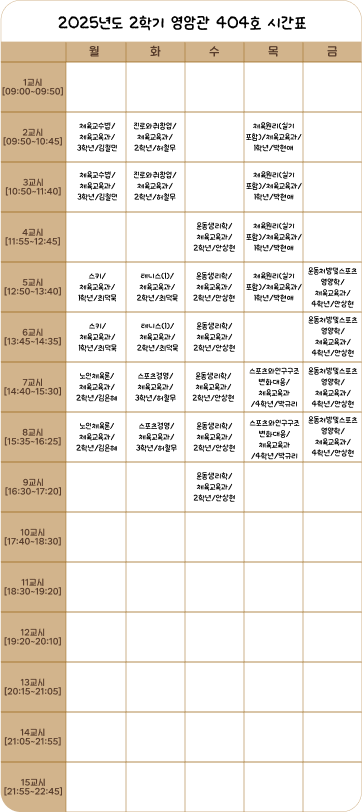 2025년도 2학기 영암관 404호 시간표
월 화 수 목 금
1교시
[09:00~09:50]
2교시
[09:50~10:45]
체육교수법/
체육교육과/
3학년/김철민
진로와취창업/
체육교육과/
2학년/허철무
체육원리(실기
포함)/체육교육과/
1학년/박현애
3교시
[10:50~11:40]
체육교수법/
체육교육과/
3학년/김철민
진로와취창업/
체육교육과/
2학년/허철무
체육원리(실기
포함)/체육교육과/
1학년/박현애
4교시
[11:55~12:45]
운동생리학/
체육교육과/
2학년/안상현
체육원리(실기
포함)/체육교육과/
1학년/박현애
5교시
[12:50~13:40]
스키/
체육교육과/
1학년/최덕묵
테니스(1)/
체육교육과/
2학년/최덕묵
운동생리학/
체육교육과/
2학년/안상현
체육원리(실기
포함)/체육교육과/
1학년/박현애
운동처방및스포츠
영양학/
체육교육과/
4학년/안상현
6교시
[13:45~14:35]
스키/
체육교육과/
1학년/최덕묵
테니스(1)/
체육교육과/
2학년/최덕묵
운동생리학/
체육교육과/
2학년/안상현
운동처방및스포츠
영양학/
체육교육과/
4학년/안상현
7교시
[14:40~15:30]
노인체육론/
체육교육과/
2학년/김은혜
스포츠경영/
체육교육과/
3학년/허철무
운동생리학/
체육교육과/
2학년/안상현
스포츠와인구구조
변화대응/
체육교육과
/4학년/박규리
운동처방및스포츠
영양학/
체육교육과/
4학년/안상현
8교시
[15:35~16:25]
노인체육론/
체육교육과/
2학년/김은혜
스포츠경영/
체육교육과/
3학년/허철무
운동생리학/
체육교육과/
2학년/안상현
스포츠와인구구조
변화대응/
체육교육과
/4학년/박규리
운동처방및스포츠
영양학/
체육교육과/
4학년/안상현
9교시
[16:30~17:20]
운동생리학/
체육교육과/
2학년/안상현
10교시
[17:40~18:30]
11교시
[18:30~19:20]
12교시
[19:20~20:10]
13교시
[20:15~21:05]
14교시
[21:05~21:55]
15교시
[21:55~22:45]